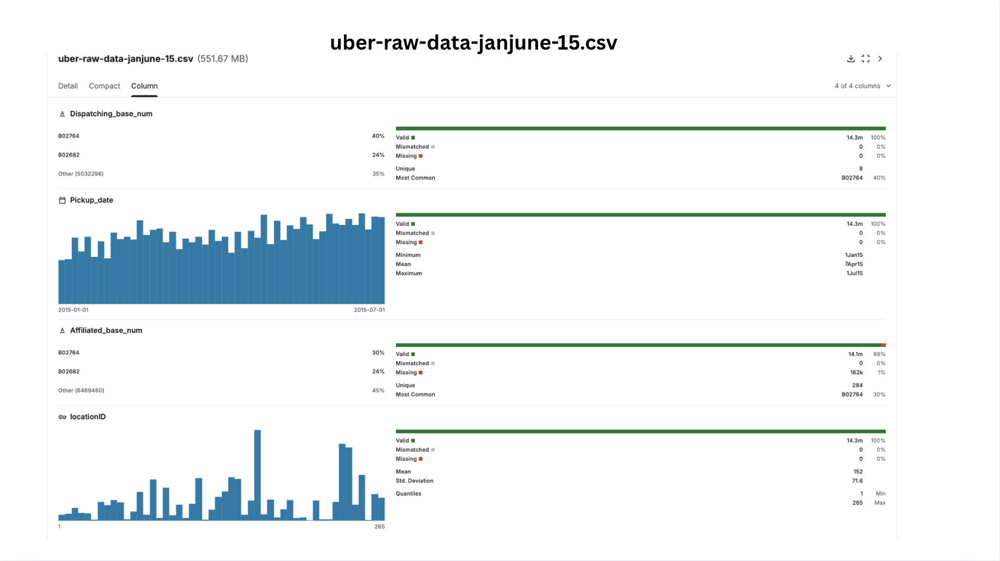 uber-raw-data-janjune-15.csv
uber-raw-data-janjune-15.csv (551.67 MB)
Detail Compact Column 4 of 4 columns
Dispatching_base_num
B02764 40%
B02682 24%
Other (5032296) 35%
Valid 14.3m 100%
Mismatched 0 0%
Missing 0 0%
Unique 8
Most Common B02764 40%
Pickup_date
2015-01-01 2015-07-01
Valid 14.3m 100%
Mismatched 0 0%
Missing 0 0%
Minimum 1Jan15
Mean 7Apr15
Maximum 1Jul15
Affiliated_base_num
B02764 30%
B02682 24%
Other (6469460) 45%
Valid 14.1m 99%
Mismatched 0 0%
Missing 162k 1%
Unique 284
Most Common B02764 30%
locationID
1 265
Valid 14.3m 100%
Mismatched 0 0%
Missing 0 0%
Mean 152
Std. Deviation 71.6
Quantiles 1 Min
265 Max